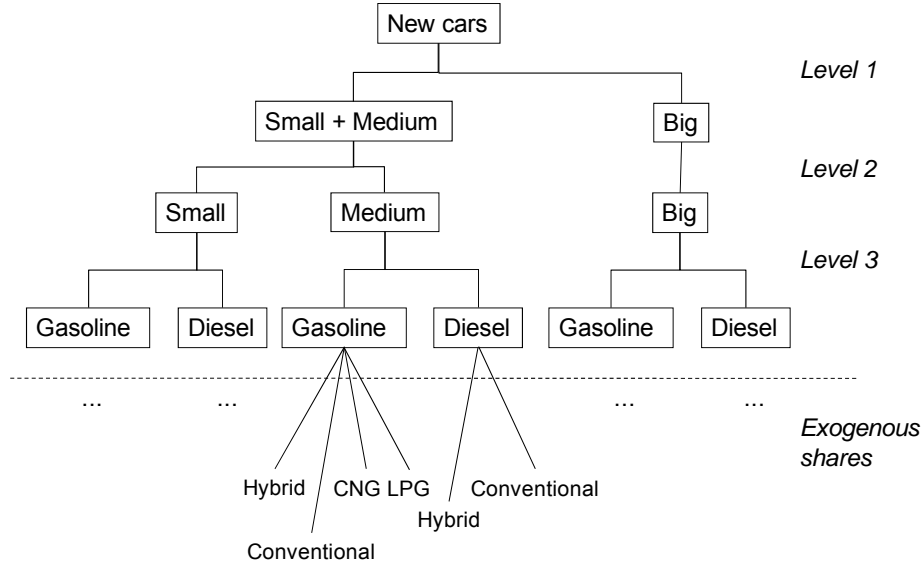 New cars
Level 1
Small + Medium
Big
Level 2
Small
Medium
Big
Level 3
Gasoline
Diesel
Gasoline
Diesel
Gasoline
Diesel
...
...
...
...
Exogenous
shares
Hybrid
CNG LPG
Conventional
Hybrid
Conventional